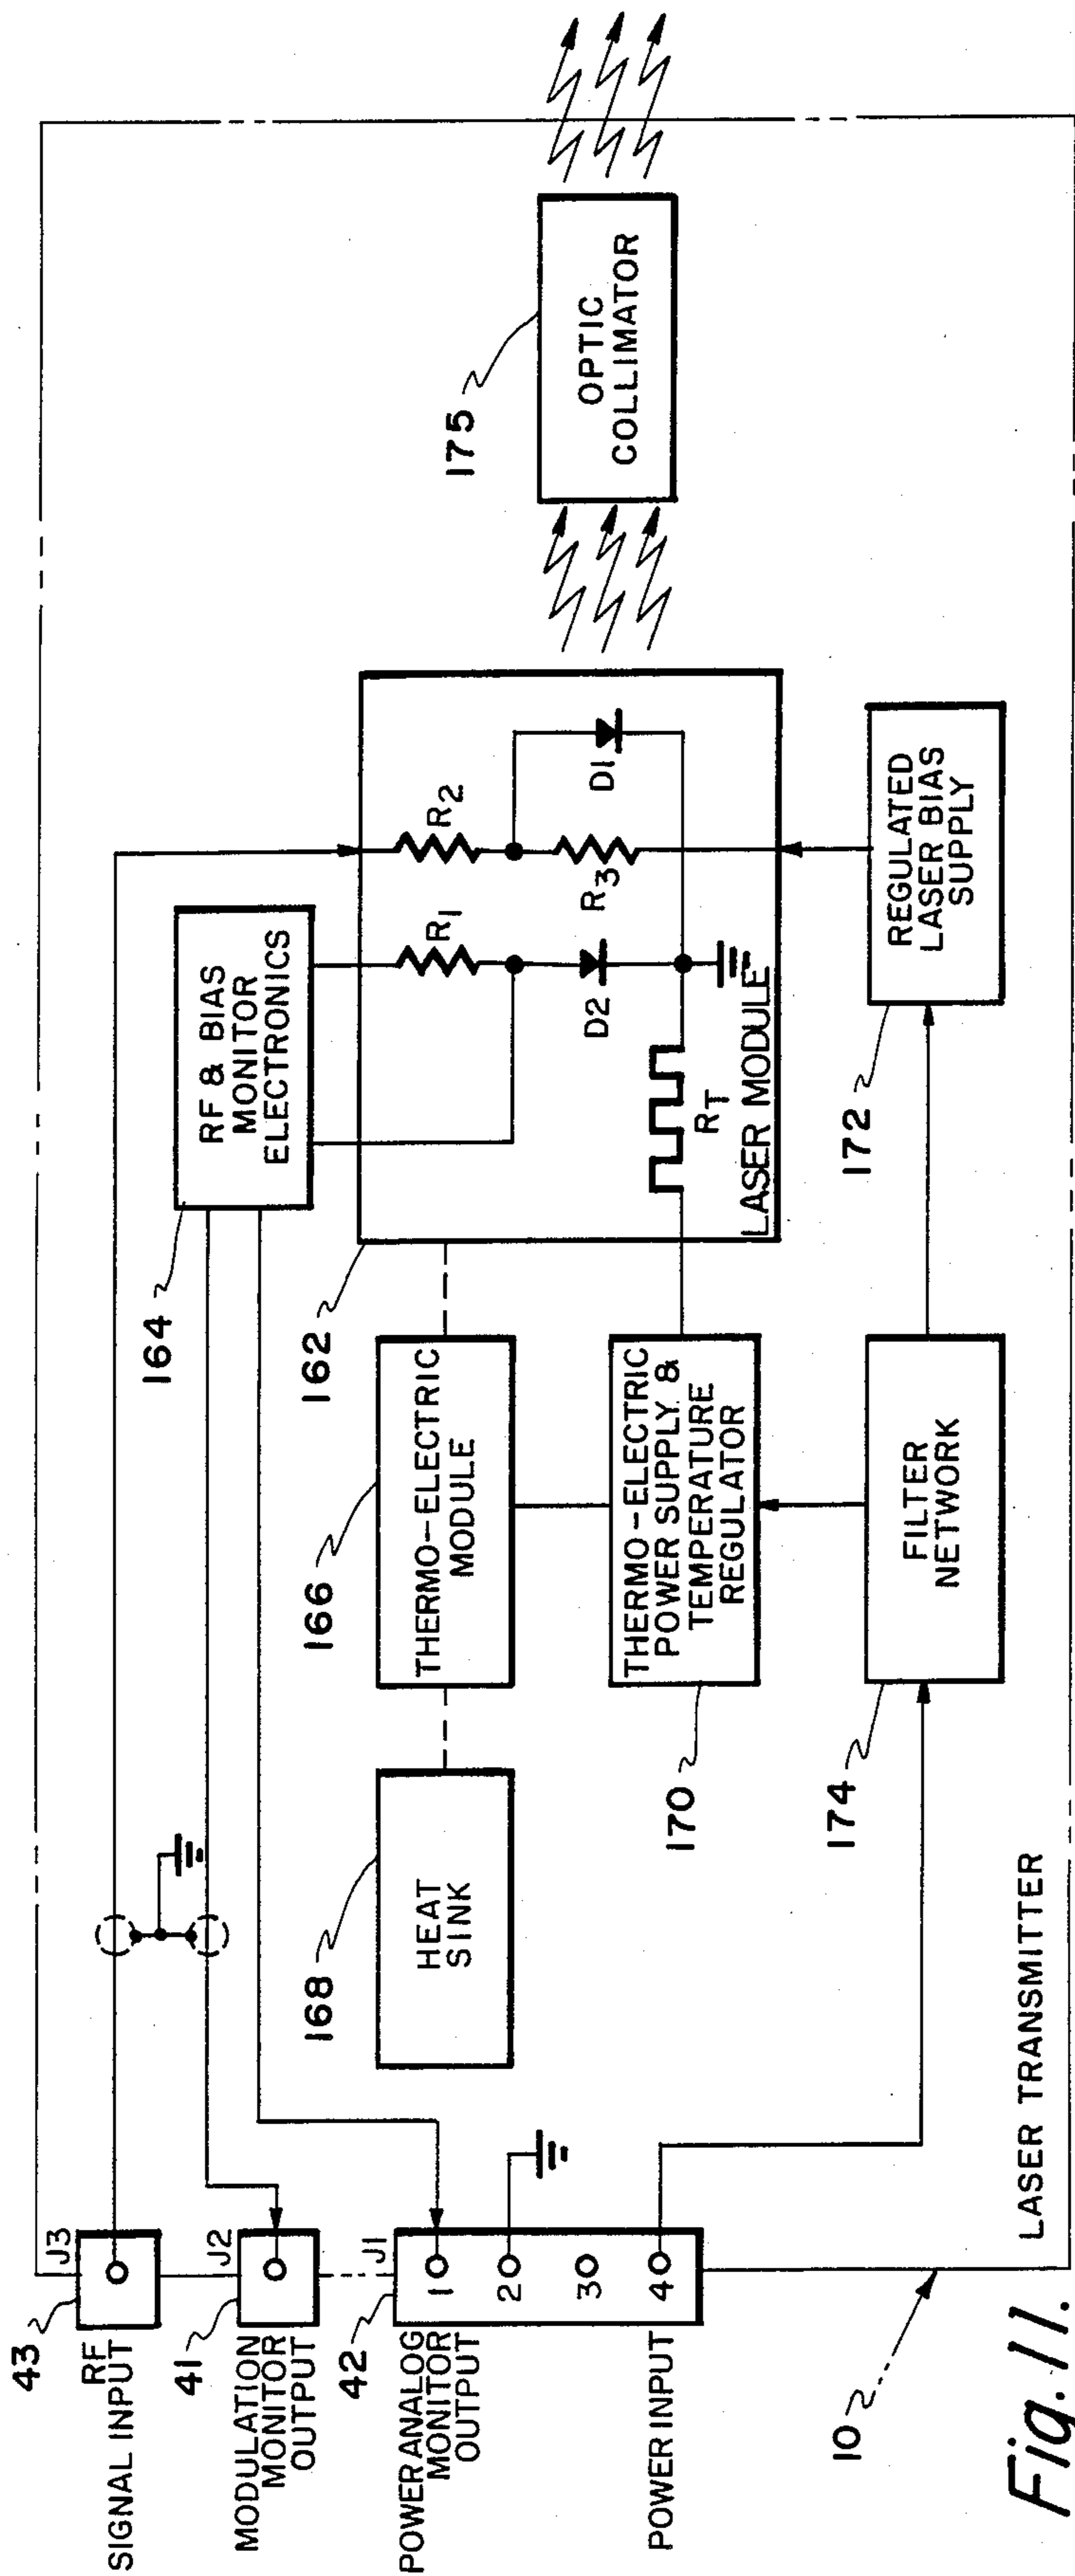 43
RF
SIGNAL INPUT
J3
41
MODULATION
MONITOR
OUTPUT
J2
42
POWER ANALOG
MONITOR
OUTPUT
J1
1
2
3
4
POWER INPUT
164
RF & BIAS
MONITOR
ELECTRONICS
162
R1
R2
R3
D1
D2
RT
LASER MODULE
175
OPTIC
COLLIMATOR
166
THERMO-ELECTRIC
MODULE
168
HEAT
SINK
170
THERMO-ELECTRIC
POWER SUPPLY &
TEMPERATURE
REGULATOR
172
REGULATED
LASER BIAS
SUPPLY
174
FILTER
NETWORK
10
LASER TRANSMITTER
Fig. 11.